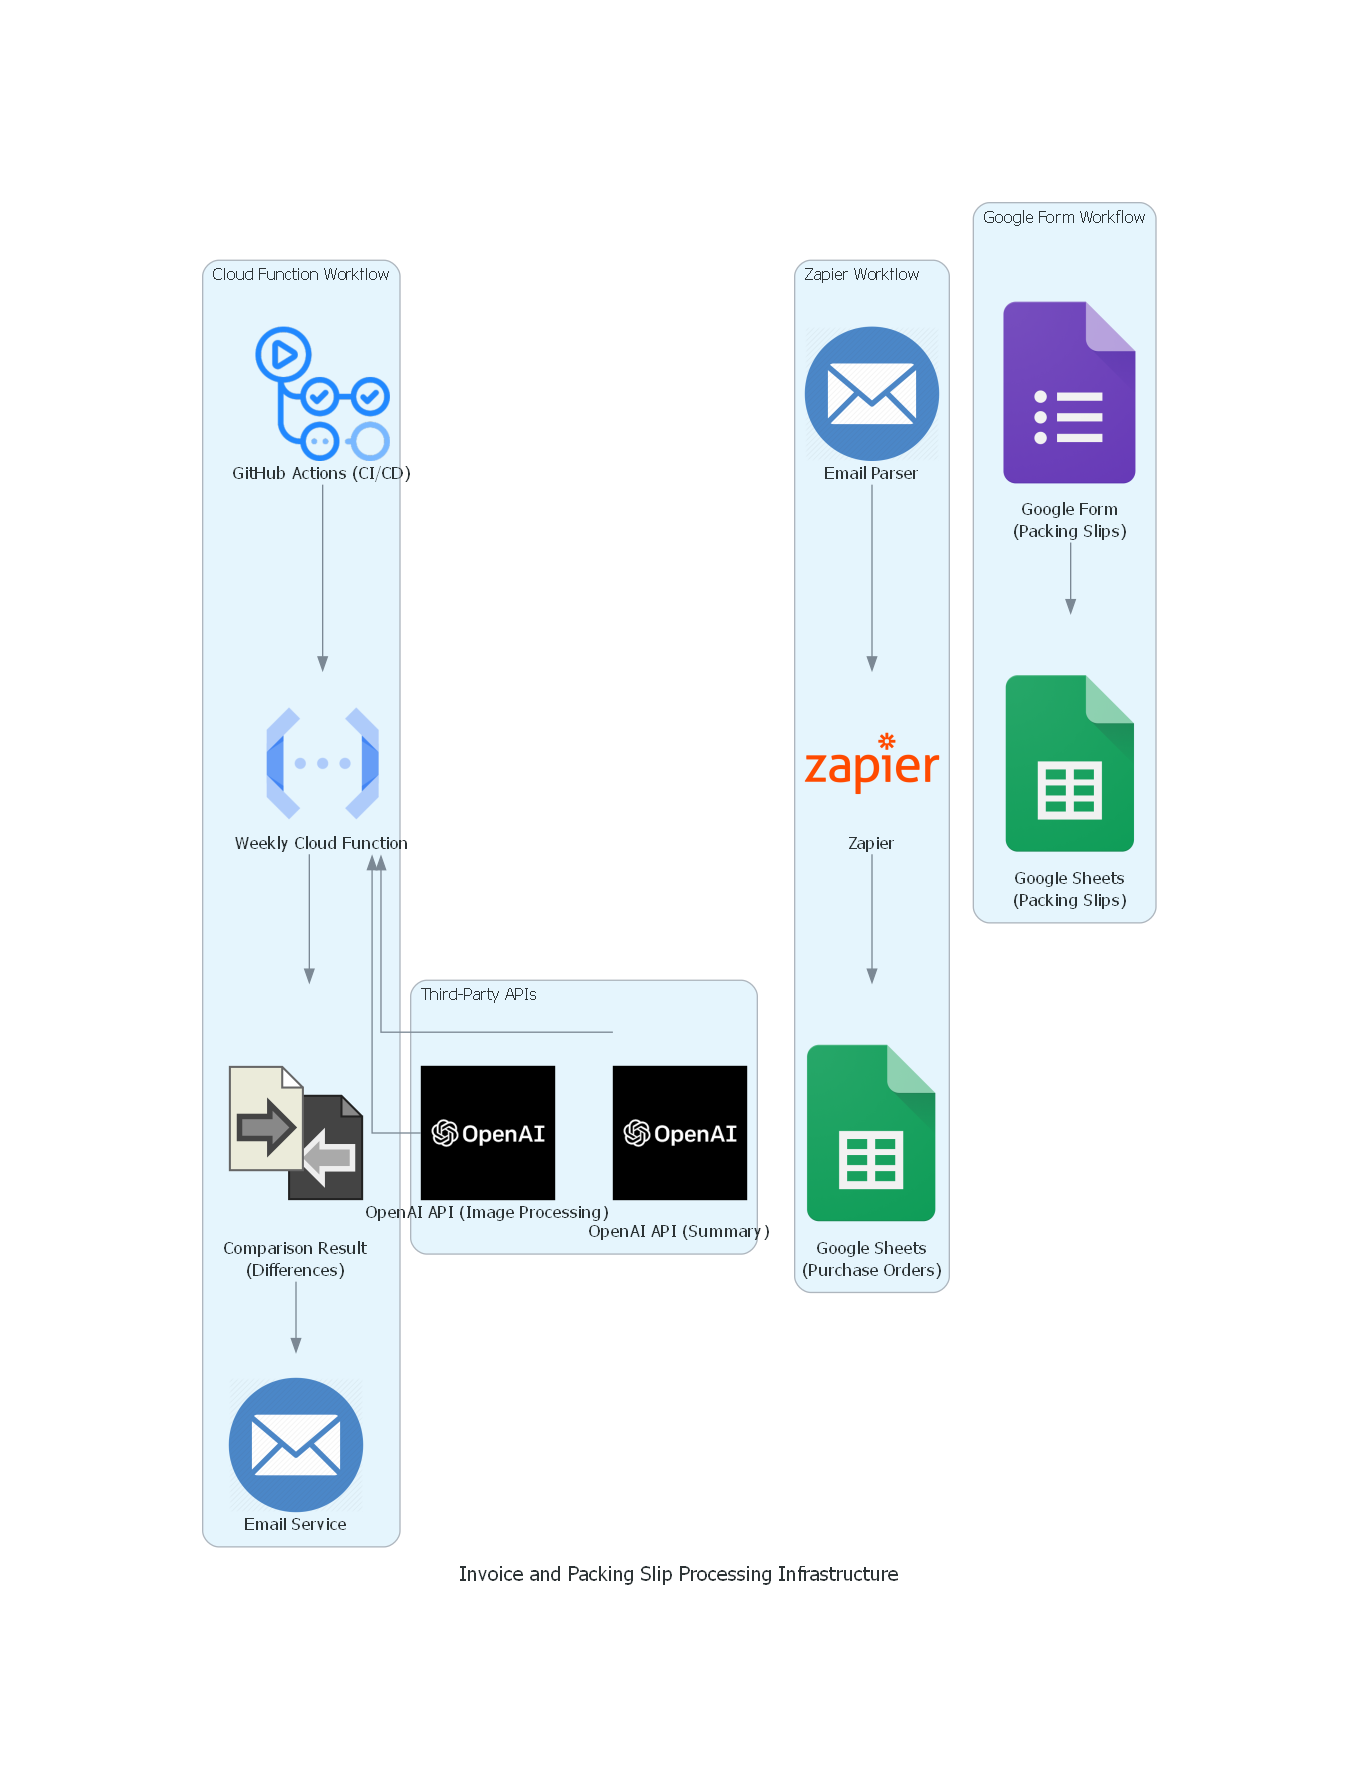 Google Form Workflow
Cloud Function Workflow
Zapier Workflow
GitHub Actions (CI/CD)
Email Parser
Google Form
(Packing Slips)
Weekly Cloud Function
zapier
Zapier
Google Sheets
(Packing Slips)
Third-Party APIs
OpenAI
OpenAI
OpenAI API (Image Processing)
OpenAI API (Summary)
Comparison Result
(Differences)
Google Sheets
(Purchase Orders)
Email Service
Invoice and Packing Slip Processing Infrastructure